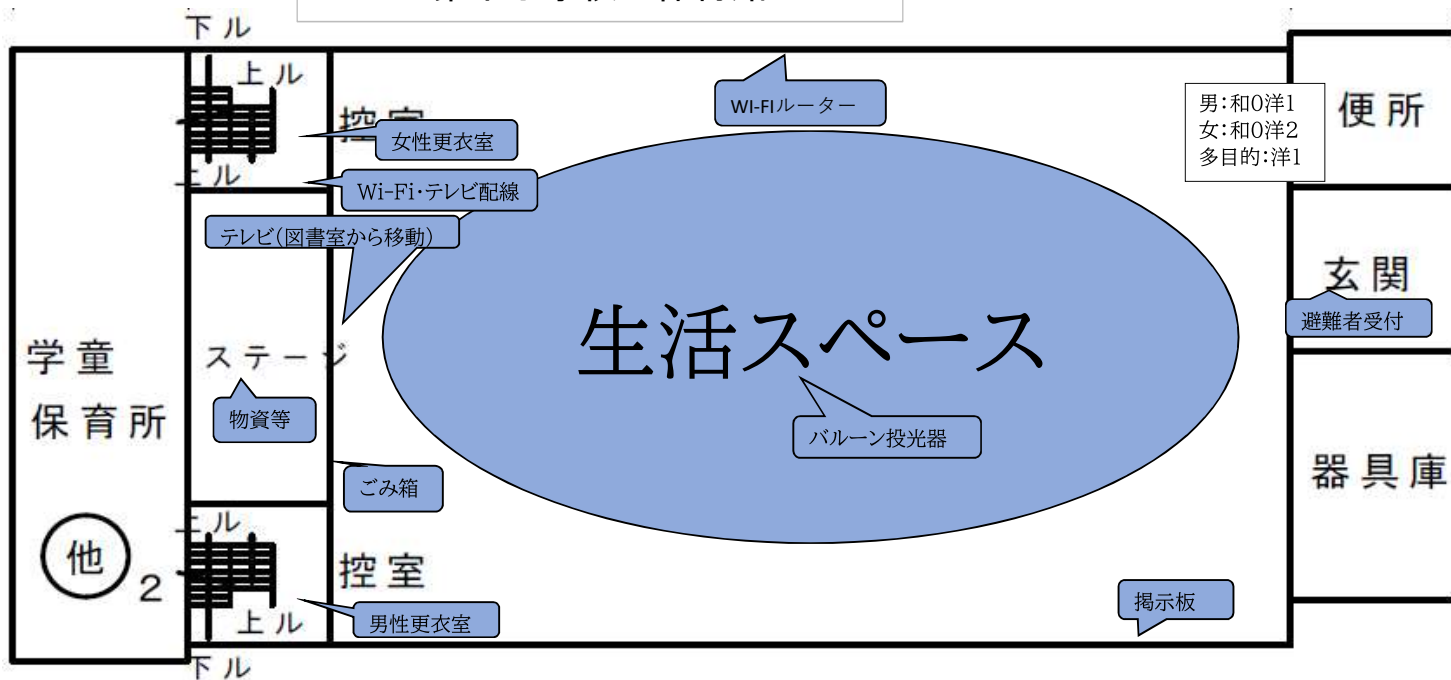 下ル
上ル
控室
女性更衣室
上ル
Wi-Fi・テレビ配線
テレビ(図書室から移動)
WI-FIルーター
男:和0洋1
女:和0洋2
多目的:洋1
便所
玄関
避難者受付
生活スペース
バルーン投光器
学童
保育所
ステージ
物資等
ごみ箱
器具庫
他
2
上ル
控室
上ル
男性更衣室
掲示板
下ル